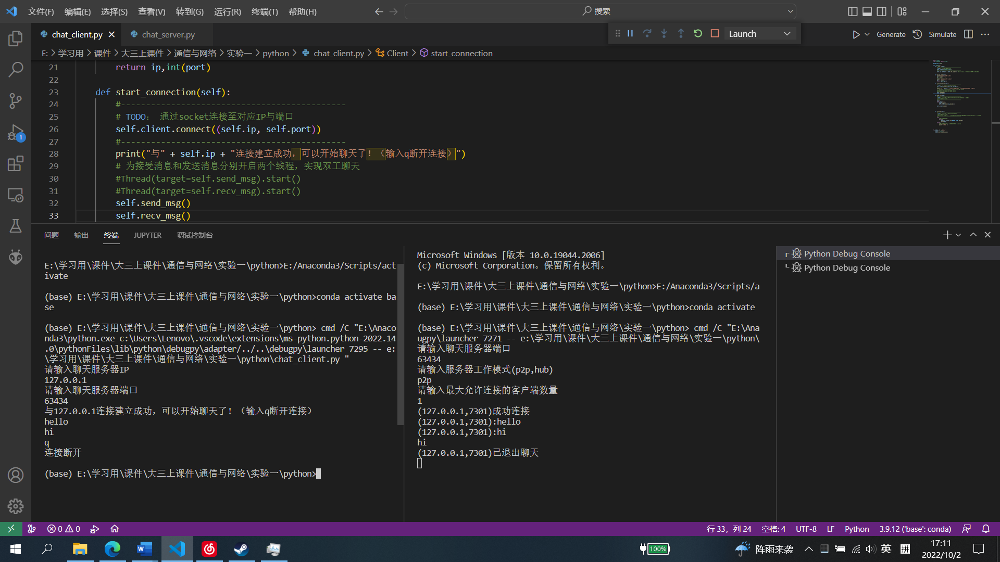 文件(F) 编辑(E) 选择(S) 查看(V) 转到(G) 运行(R) 终端(T) 帮助(H)
搜索
chat_client.py
chat_server.py
Launch
Generate
Simulate
E: > 学习用 > 课件 > 大三上课件 > 通信与网络 > 实验一 > python > chat_client.py > Client > start_connection
21 return ip,int(port)
22
23 def start_connection(self):
24 #---------------------------------------------
25 # TODO： 通过socket连接至对应IP与端口
26 self.client.connect((self.ip, self.port))
27 #---------------------------------------------
28 print("与" + self.ip + "连接建立成功，可以开始聊天了！（输入q断开连接）")
29 # 为接受消息和发送消息分别开启两个线程，实现双工聊天
30 #Thread(target=self.send_msg).start()
31 #Thread(target=self.recv_msg).start()
32 self.send_msg()
33 self.recv_msg()
问题 输出 终端 JUPYTER 调试控制台
E:\学习用\课件\大三上课件\通信与网络\实验一\python>E:/Anaconda3/Scripts/act
ivate
(base) E:\学习用\课件\大三上课件\通信与网络\实验一\python>conda activate ba
se
(base) E:\学习用\课件\大三上课件\通信与网络\实验一\python> cmd /C "E:\Anaco
nda3\python.exe c:\Users\Lenovo\.vscode\extensions\ms-python.python-2022.14
.0\pythonFiles\lib\python\debugpy\adapter/../..\debugpy\launcher 7295 -- e:
\学习用\课件\大三上课件\通信与网络\实验一\python\chat_client.py "
请输入聊天服务器IP
127.0.0.1
请输入聊天服务器端口
63434
与127.0.0.1连接建立成功，可以开始聊天了！（输入q断开连接）
hello
hi
q
连接断开
(base) E:\学习用\课件\大三上课件\通信与网络\实验一\python>
Microsoft Windows [版本 10.0.19044.2006]
(c) Microsoft Corporation。保留所有权利。
E:\学习用\课件\大三上课件\通信与网络\实验一\python>E:/Anaconda3/Scripts/a
(base) E:\学习用\课件\大三上课件\通信与网络\实验一\python>conda activate
(base) E:\学习用\课件\大三上课件\通信与网络\实验一\python> cmd /C "E:\Ana
ugpy\launcher 7271 -- e:\学习用\课件\大三上课件\通信与网络\实验一\python\
请输入聊天服务器端口
63434
请输入服务器工作模式(p2p,hub)
p2p
请输入最大允许连接的客户端数量
1
(127.0.0.1,7301)成功连接
(127.0.0.1,7301):hello
(127.0.0.1,7301):hi
hi
(127.0.0.1,7301)已退出聊天
Python Debug Console
Python Debug Console
1
0 0
行 33，列 24 空格: 4 UTF-8 LF Python 3.9.12 ('base': conda)
100%
阵雨来袭
英
拼
17:11
2022/10/2